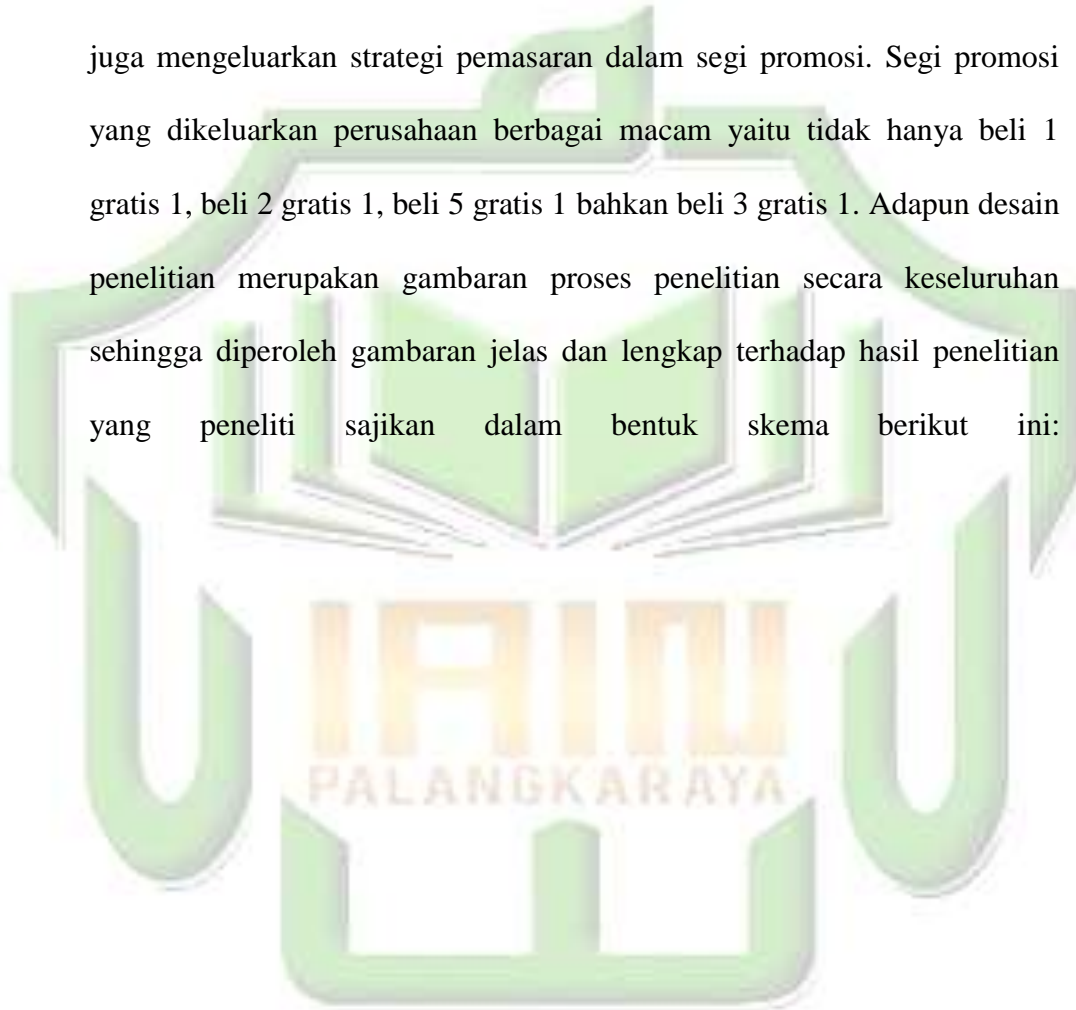 juga mengeluarkan strategi pemasaran dalam segi promosi. Segi promosi
yang dikeluarkan perusahaan berbagai macam yaitu tidak hanya beli 1
gratis 1, beli 2 gratis 1, beli 5 gratis 1 bahkan beli 3 gratis 1. Adapun desain
penelitian merupakan gambaran proses penelitian secara keseluruhan
sehingga diperoleh gambaran jelas dan lengkap terhadap hasil penelitian
yang peneliti sajikan dalam bentuk skema berikut ini:
IAIN
PALANGKARAYA